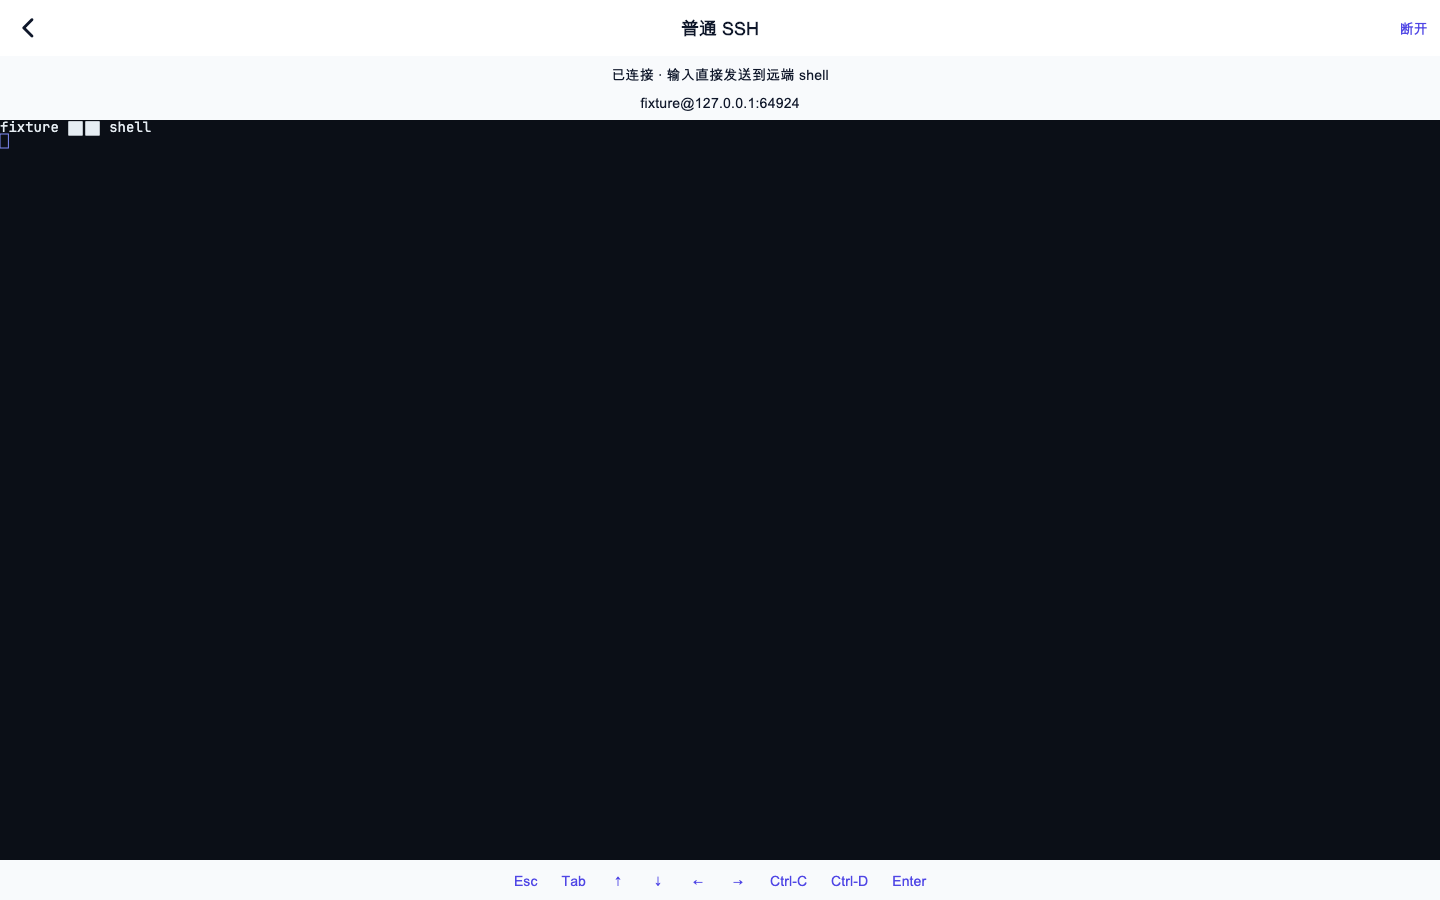 普通 SSH
断开
已连接 · 输入直接发送到远端 shell
fixture@127.0.0.1:64924
fixture shell
Esc Tab ↑ ↓ ← → Ctrl-C Ctrl-D Enter